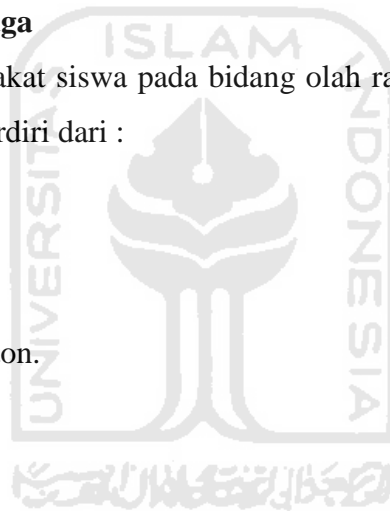 ga
akat siswa pada bidang olah ra
rdiri dari :
on.
UNIVERSITAS ISLAM INDONESIA